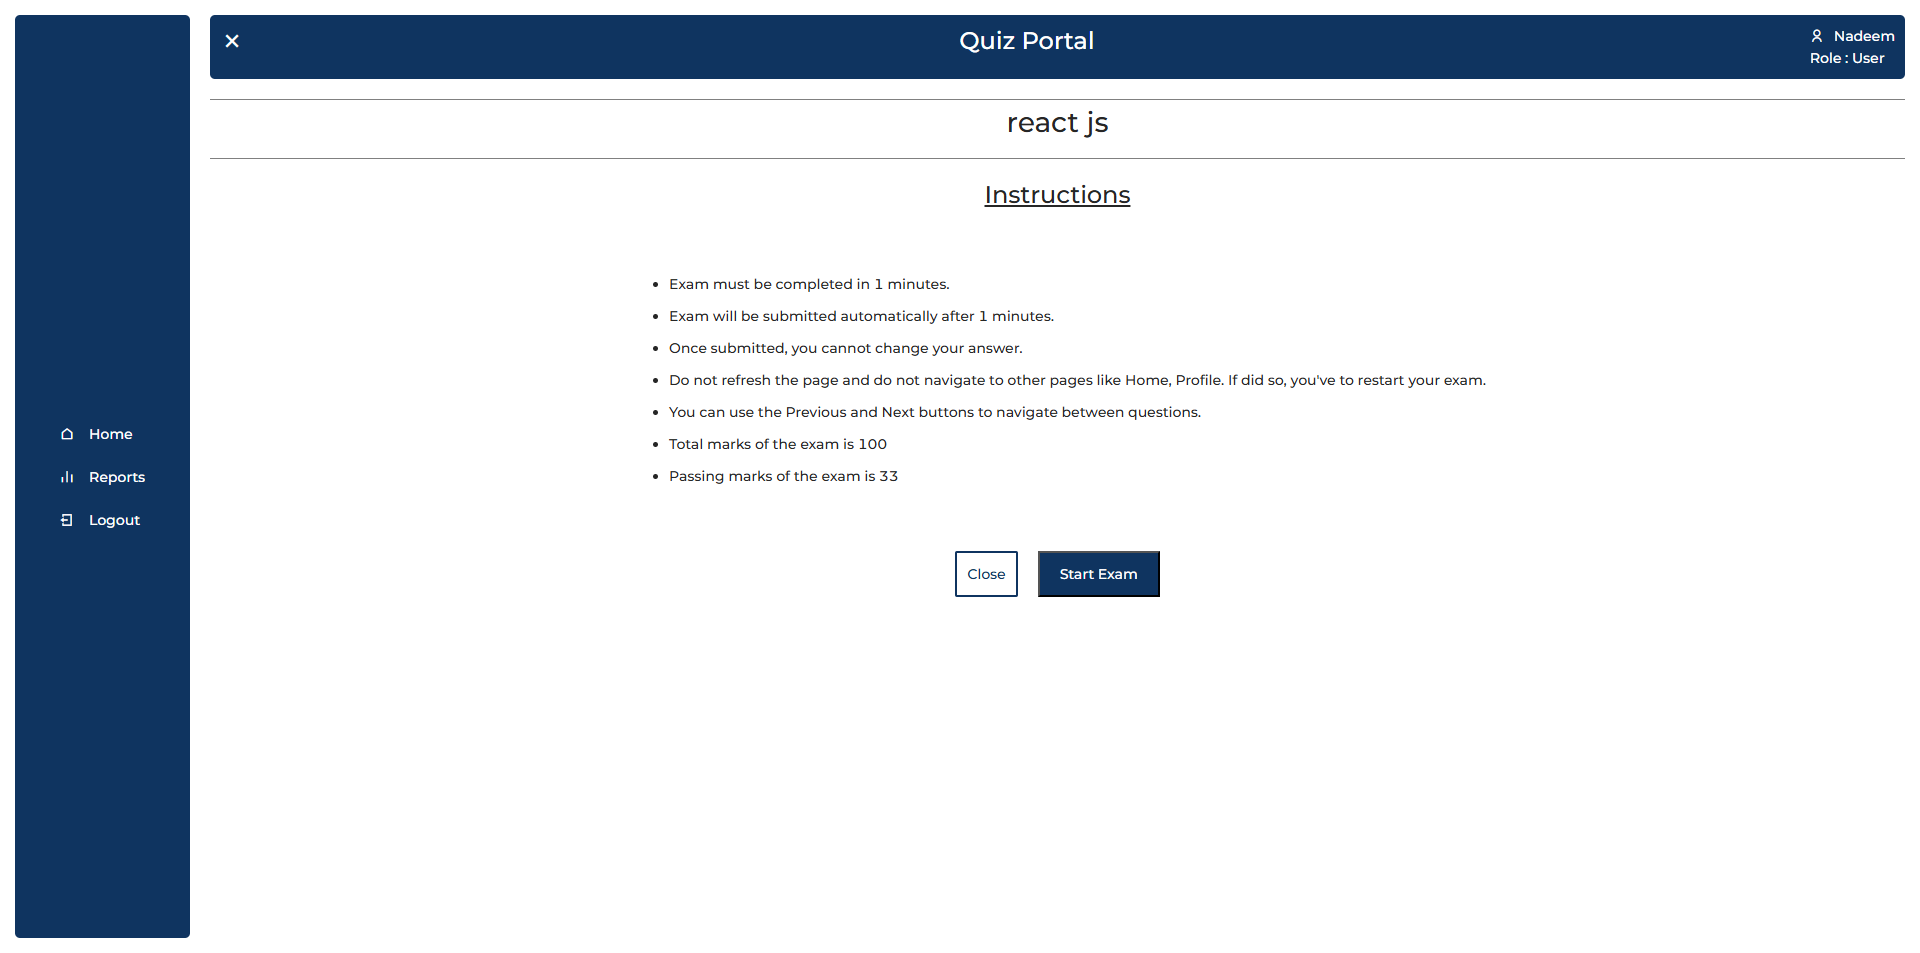 Quiz Portal
Nadeem
Role : User
react js
Instructions
Exam must be completed in 1 minutes.
Exam will be submitted automatically after 1 minutes.
Once submitted, you cannot change your answer.
Do not refresh the page and do not navigate to other pages like Home, Profile. If did so, you've to restart your exam.
You can use the Previous and Next buttons to navigate between questions.
Total marks of the exam is 100
Passing marks of the exam is 33
Home
Reports
Logout
Close
Start Exam